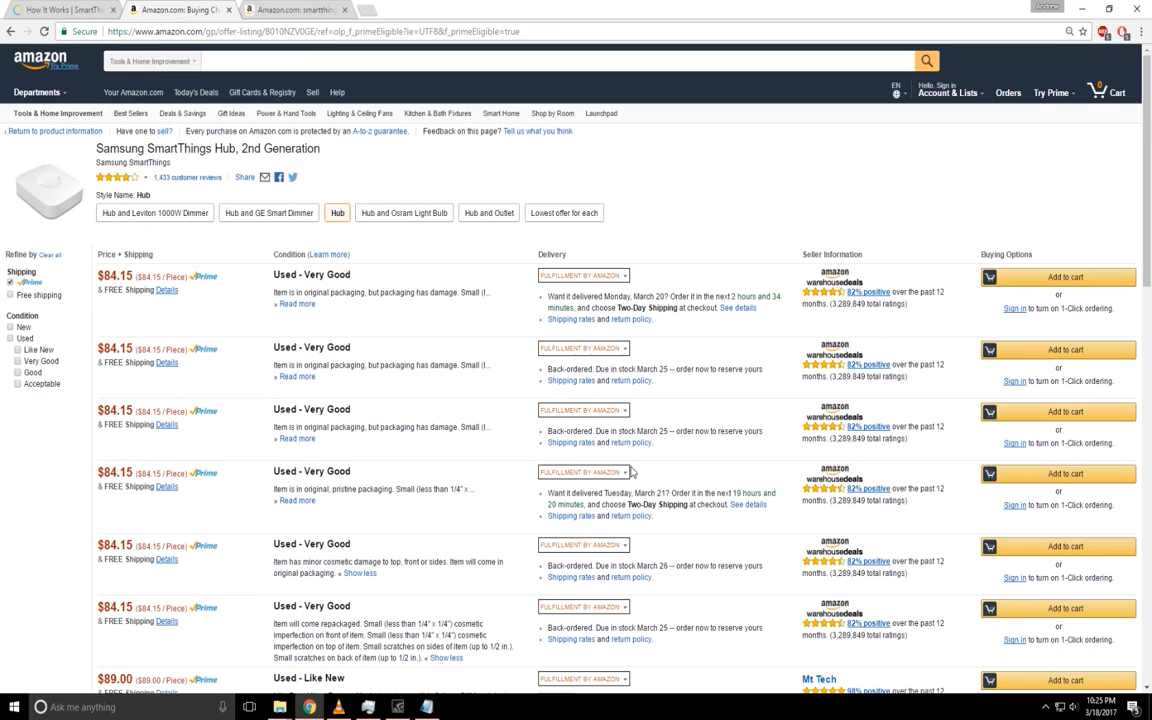 How It Works | SmartThi
Amazon.com: Buying Ch
Amazon.com: smartthing
Andrew
Secure
https://www.amazon.com/gp/offer-listing/B010NZV0GE/ref=olp_f_primeEligible?ie=UTF8&f_primeEligible=true
amazon
Try Prime
Tools & Home Improvement
Departments
Your Amazon.com
Today's Deals
Gift Cards & Registry
Sell
Help
EN
Hello. Sign in
Account & Lists
Orders
Try Prime
0
Cart
Tools & Home Improvement
Best Sellers
Deals & Savings
Gift Ideas
Power & Hand Tools
Lighting & Ceiling Fans
Kitchen & Bath Fixtures
Smart Home
Shop by Room
Launchpad
‹ Return to product information
Have one to sell?
Every purchase on Amazon.com is protected by an A-to-z guarantee.
Feedback on this page? Tell us what you think
Samsung SmartThings Hub, 2nd Generation
Samsung SmartThings
1,433 customer reviews
Share
Style Name: Hub
Hub and Leviton 1000W Dimmer
Hub and GE Smart Dimmer
Hub
Hub and Osram Light Bulb
Hub and Outlet
Lowest offer for each
Refine by Clear all
Shipping
Prime
Free shipping
Condition
New
Used
Like New
Very Good
Good
Acceptable
Price + Shipping
Condition (Learn more)
Delivery
Seller Information
Buying Options
$84.15 ($84.15 / Piece) Prime
& FREE Shipping Details
Used - Very Good
Item is in original packaging, but packaging has damage. Small (l...
» Read more
FULFILLMENT BY AMAZON
Want it delivered Monday, March 20? Order it in the next 2 hours and 34
minutes, and choose Two-Day Shipping at checkout. See details
Shipping rates and return policy.
amazon
warehousedeals
82% positive over the past 12
months. (3,289,849 total ratings)
Add to cart
or
Sign in to turn on 1-Click ordering.
$84.15 ($84.15 / Piece) Prime
& FREE Shipping Details
Used - Very Good
Item is in original packaging, but packaging has damage. Small (l...
» Read more
FULFILLMENT BY AMAZON
Back-ordered. Due in stock March 25 -- order now to reserve yours
Shipping rates and return policy.
amazon
warehousedeals
82% positive over the past 12
months. (3,289,849 total ratings)
Add to cart
or
Sign in to turn on 1-Click ordering.
$84.15 ($84.15 / Piece) Prime
& FREE Shipping Details
Used - Very Good
Item is in original packaging, but packaging has damage. Small (l...
» Read more
FULFILLMENT BY AMAZON
Back-ordered. Due in stock March 25 -- order now to reserve yours
Shipping rates and return policy.
amazon
warehousedeals
82% positive over the past 12
months. (3,289,849 total ratings)
Add to cart
or
Sign in to turn on 1-Click ordering.
$84.15 ($84.15 / Piece) Prime
& FREE Shipping Details
Used - Very Good
Item is in original, pristine packaging. Small (less than 1/4" x ...
» Read more
FULFILLMENT BY AMAZON
Want it delivered Tuesday, March 21? Order it in the next 19 hours and
20 minutes, and choose Two-Day Shipping at checkout. See details
Shipping rates and return policy.
amazon
warehousedeals
82% positive over the past 12
months. (3,289,849 total ratings)
Add to cart
or
Sign in to turn on 1-Click ordering.
$84.15 ($84.15 / Piece) Prime
& FREE Shipping Details
Used - Very Good
Item has minor cosmetic damage to top, front or sides. Item will come in
original packaging. « Show less
FULFILLMENT BY AMAZON
Back-ordered. Due in stock March 26 -- order now to reserve yours
Shipping rates and return policy.
amazon
warehousedeals
82% positive over the past 12
months. (3,289,849 total ratings)
Add to cart
or
Sign in to turn on 1-Click ordering.
$84.15 ($84.15 / Piece) Prime
& FREE Shipping Details
Used - Very Good
Item will come repackaged. Small (less than 1/4" x 1/4") cosmetic
imperfection on front of item. Small (less than 1/4" x 1/4") cosmetic
imperfection on top of item. Small scratches on sides of item (up to 1/2 in.).
Small scratches on back of item (up to 1/2 in.). « Show less
FULFILLMENT BY AMAZON
Back-ordered. Due in stock March 25 -- order now to reserve yours
Shipping rates and return policy.
amazon
warehousedeals
82% positive over the past 12
months. (3,289,849 total ratings)
Add to cart
or
Sign in to turn on 1-Click ordering.
$89.00 ($89.00 / Piece) Prime
Used - Like New
FULFILLMENT BY AMAZON
Mt Tech
98% positive over the past 12
Add to cart
Ask me anything
10:25 PM
3/18/2017